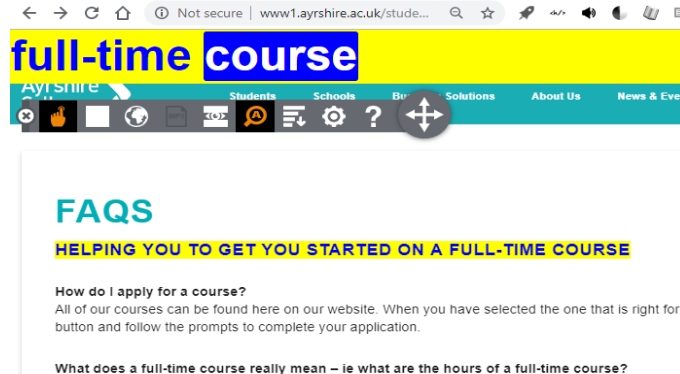 Not secure | www1.ayrshire.ac.uk/stude...
full-time course
Ayrshire
Students Schools Solutions About Us News & Eve
A ?
FAQS
HELPING YOU TO GET YOU STARTED ON A FULL-TIME COURSE
How do I apply for a course?
All of our courses can be found here on our website. When you have selected the one that is right for
button and follow the prompts to complete your application.
What does a full-time course really mean – ie what are the hours of a full-time course?